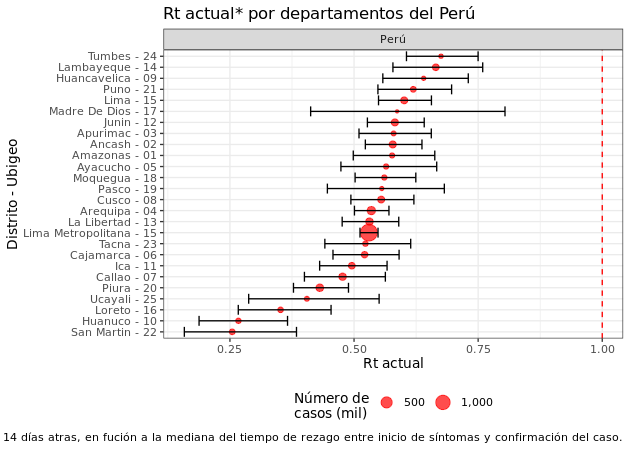 Rt actual* por departamentos del Perú
Perú
Distrito - Ubigeo
Tumbes - 24
Lambayeque - 14
Huancavelica - 09
Puno - 21
Lima - 15
Madre De Dios - 17
Junin - 12
Apurimac - 03
Ancash - 02
Amazonas - 01
Ayacucho - 05
Moquegua - 18
Pasco - 19
Cusco - 08
Arequipa - 04
La Libertad - 13
Lima Metropolitana - 15
Tacna - 23
Cajamarca - 06
Ica - 11
Callao - 07
Piura - 20
Ucayali - 25
Loreto - 16
Huanuco - 10
San Martin - 22
0.25 0.50 0.75 1.00
Rt actual
Número de
casos (mil)
500 1,000
14 días atras, en fución a la mediana del tiempo de rezago entre inicio de síntomas y confirmación del caso.